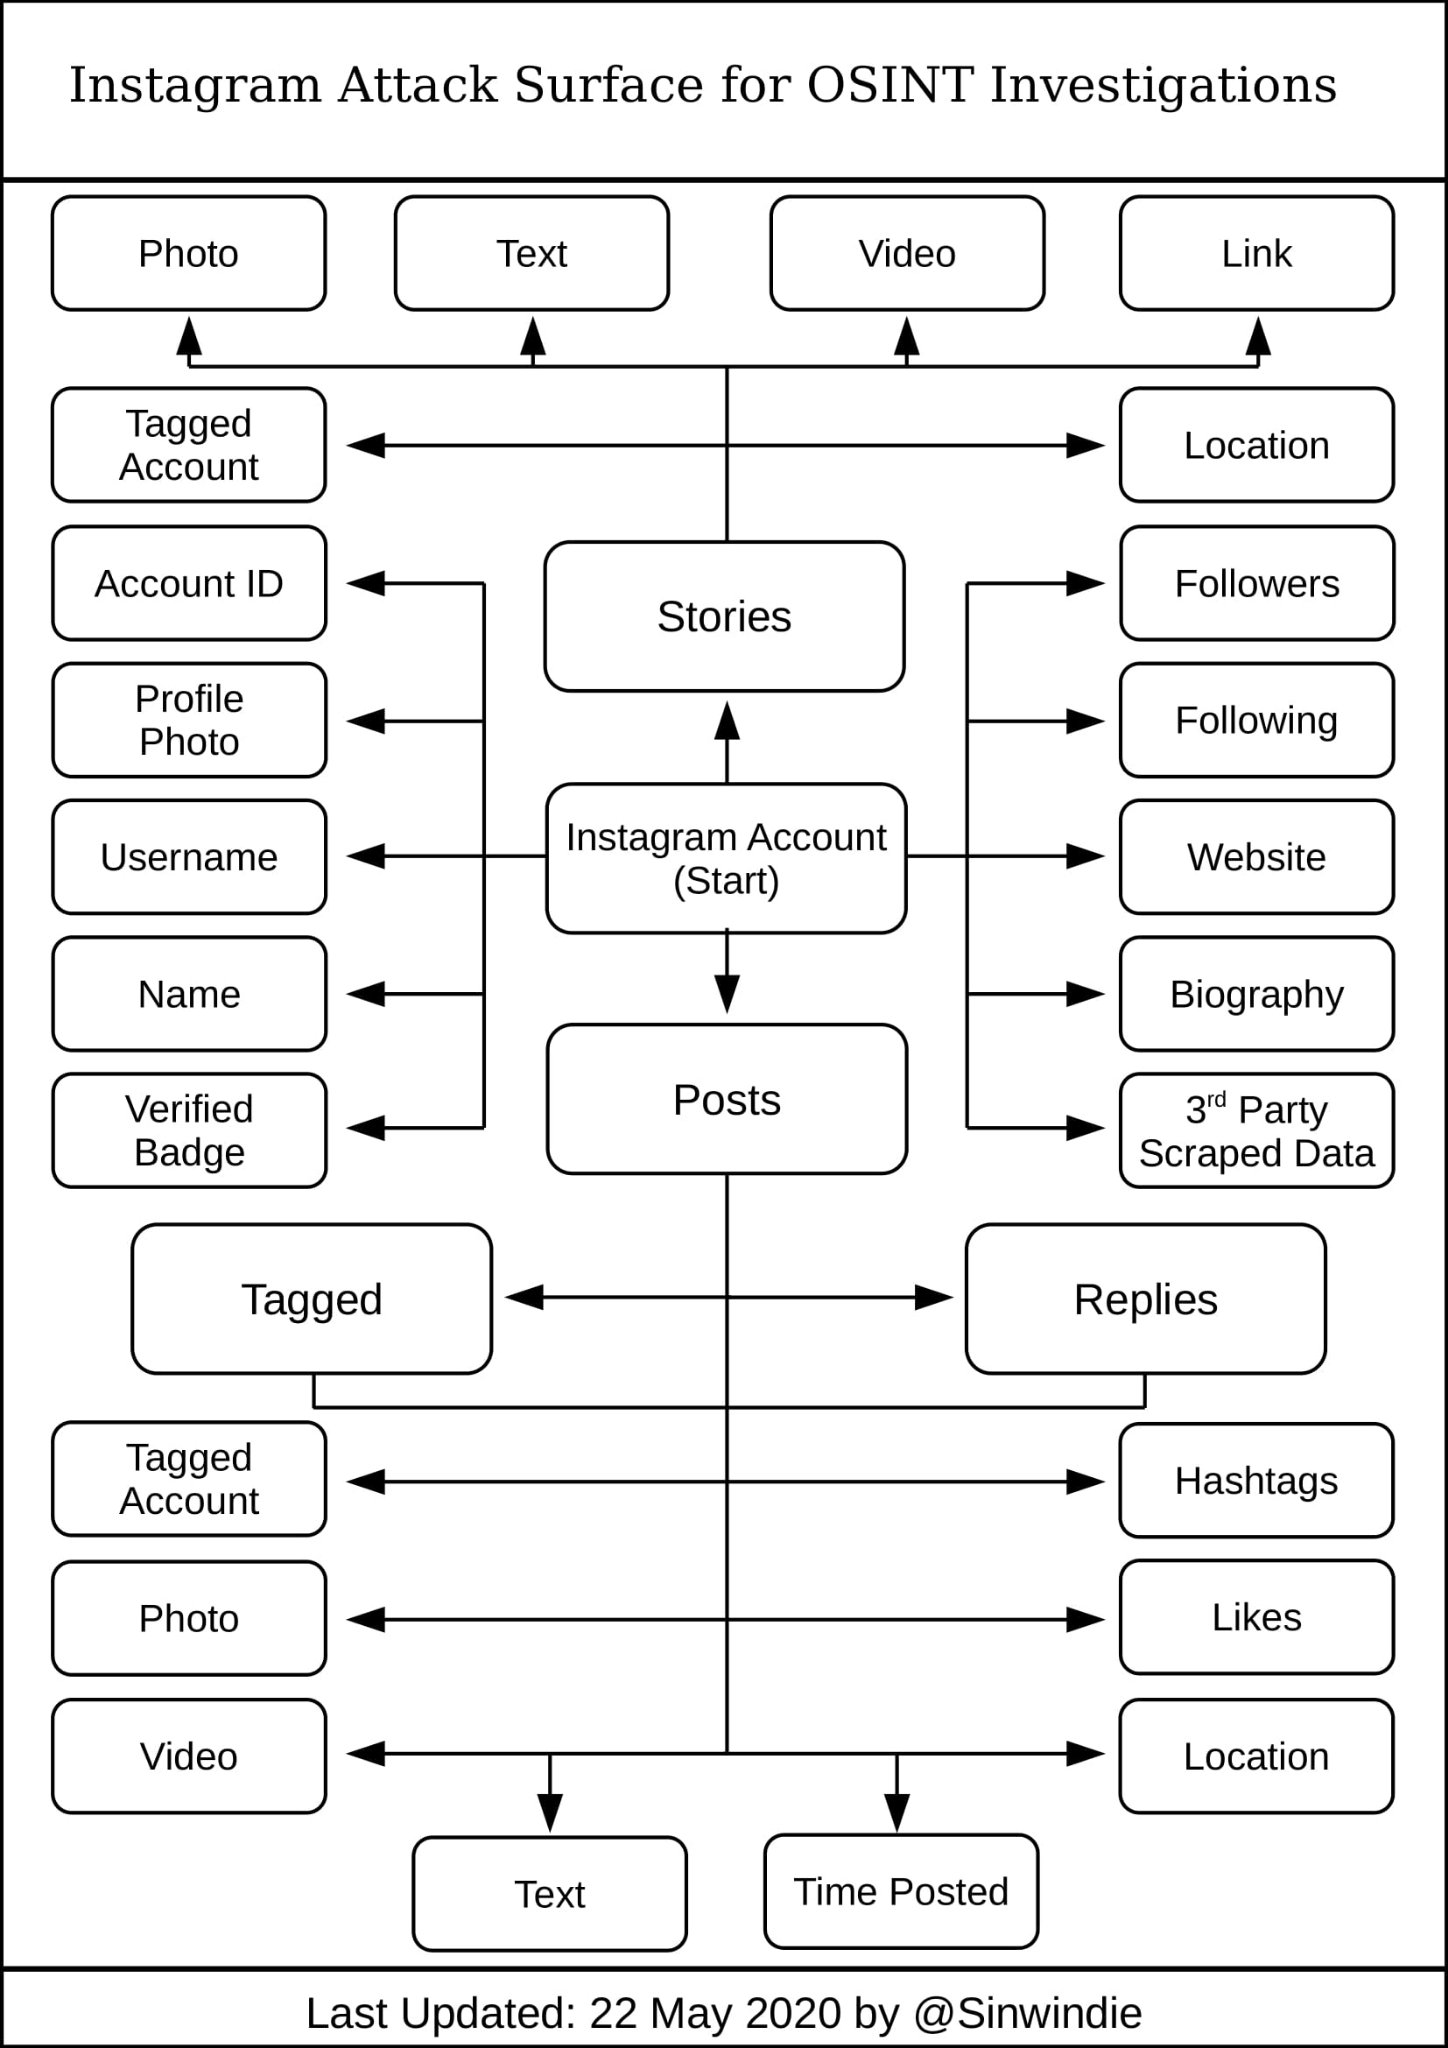 Instagram Attack Surface for OSINT Investigations
Photo
Text
Video
Link
Tagged
Account
Location
Account ID
Followers
Stories
Profile
Photo
Following
Username
Instagram Account
(Start)
Website
Name
Biography
Posts
Verified
Badge
3rd Party
Scraped Data
Tagged
Replies
Tagged
Account
Hashtags
Photo
Likes
Video
Location
Text
Time Posted
Last Updated: 22 May 2020 by @Sinwindie